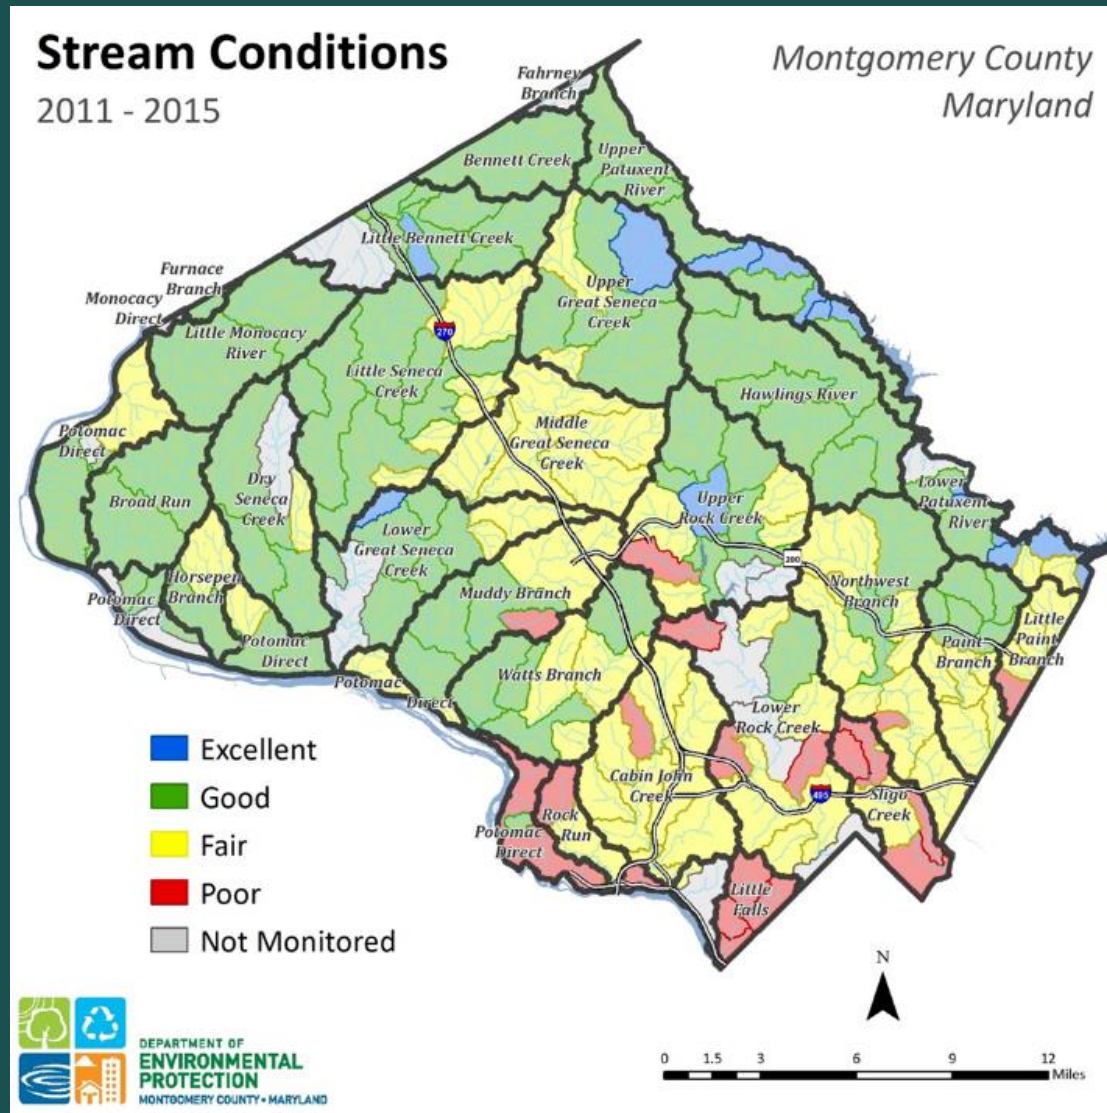 Stream Conditions
2011 - 2015
Montgomery County
Maryland
Fahrney
Branch
Bennett Creek
Upper
Patuxent
River
Little Bennett Creek
Furnace
Branch
Monocacy
Direct
Upper
Great Seneca
Creek
Little Monocacy
River
270
Little Seneca
Creek
Hawlings River
Middle
Great Seneca
Creek
Potomac
Direct
Broad Run
Dry
Seneca
Creek
Lower
Great Seneca
Creek
Upper
Rock Creek
Lower
Patuxent
River
200
Horsepen
Branch
Potomac
Direct
Muddy Branch
Northwest
Branch
Little
Paint
Branch
Paint
Branch
Potomac
Direct
Watts Branch
Potomac
Direct
Lower
Rock Creek
Cabin John
Creek
495
Sligo
Creek
Rock
Run
Potomac
Direct
Little
Falls
Excellent
Good
Fair
Poor
Not Monitored
N
0 1.5 3 6 9 12
Miles
DEPARTMENT OF
ENVIRONMENTAL
PROTECTION
MONTGOMERY COUNTY • MARYLAND